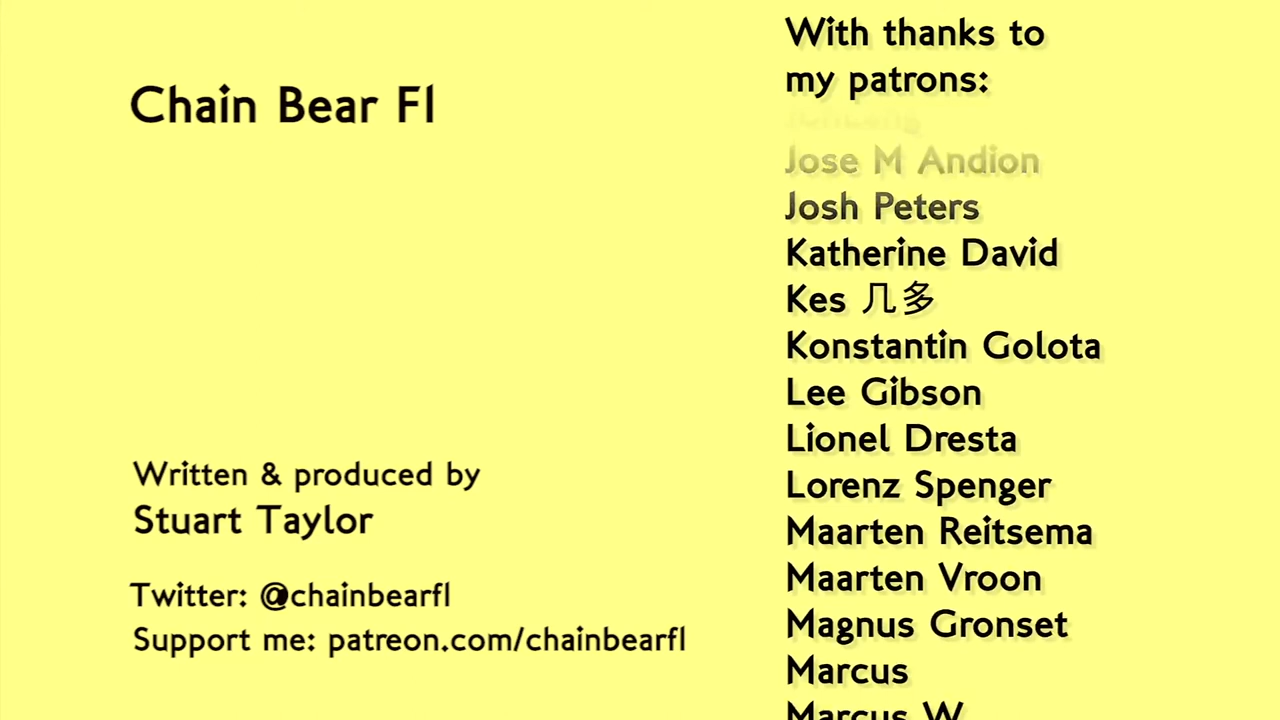 Chain Bear F1
Written & produced by
Stuart Taylor
Twitter: @chainbearf1
Support me: patreon.com/chainbearf1
With thanks to
my patrons:
Jose M Andion
Josh Peters
Katherine David
Kes 几多
Konstantin Golota
Lee Gibson
Lionel Dresta
Lorenz Spenger
Maarten Reitsema
Maarten Vroon
Magnus Gronset
Marcus
Marcus W